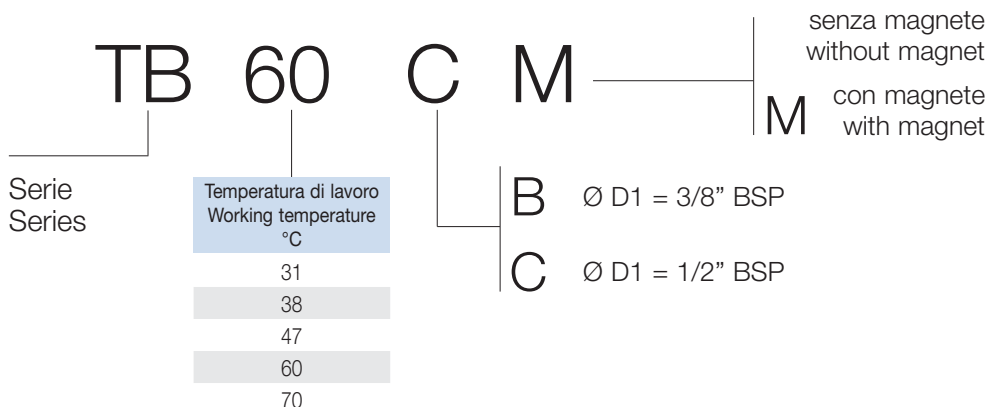 senza magnete
without magnet
TB 60 C M
M con magnete
with magnet
Serie
Series
Temperatura di lavoro
Working temperature
°C
31
38
47
60
70
B Ø D1 = 3/8” BSP
C Ø D1 = 1/2” BSP